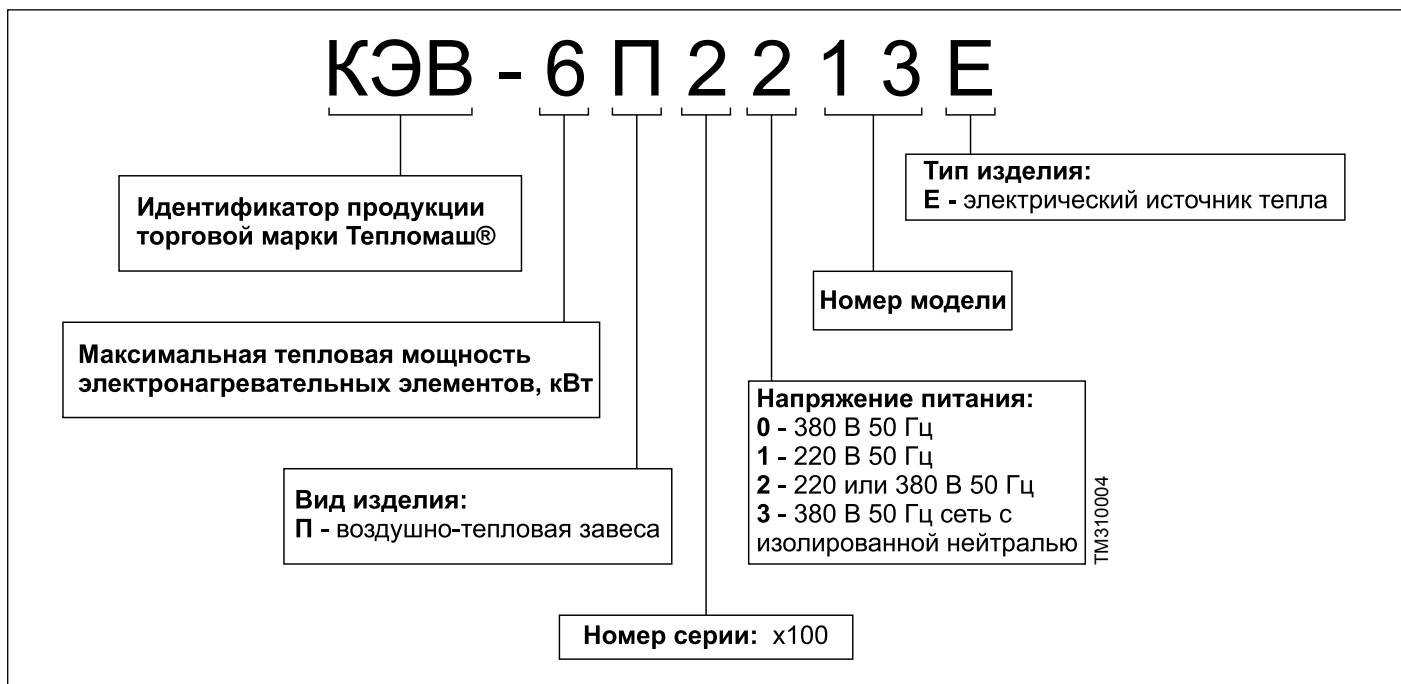 КЭВ - 6 П 2 2 1 3 Е
Тип изделия:
Е - электрический источник тепла
Идентификатор продукции
торговой марки Тепломаш®
Номер модели
Максимальная тепловая мощность
электронагревательных элементов, кВт
Напряжение питания:
0 - 380 В 50 Гц
1 - 220 В 50 Гц
2 - 220 или 380 В 50 Гц
3 - 380 В 50 Гц сеть с
изолированной нейтралью
ТМ310004
Вид изделия:
П - воздушно-тепловая завеса
Номер серии: х100